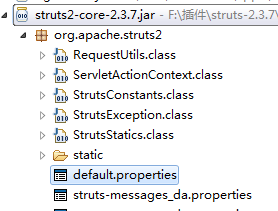 struts2-core-2.3.7.jar - F:\插件\struts-2.3.7\
org.apache.struts2
RequestUtils.class
ServletActionContext.class
StrutsConstants.class
StrutsException.class
StrutsStatics.class
static
default.properties
struts-messages_da.properties